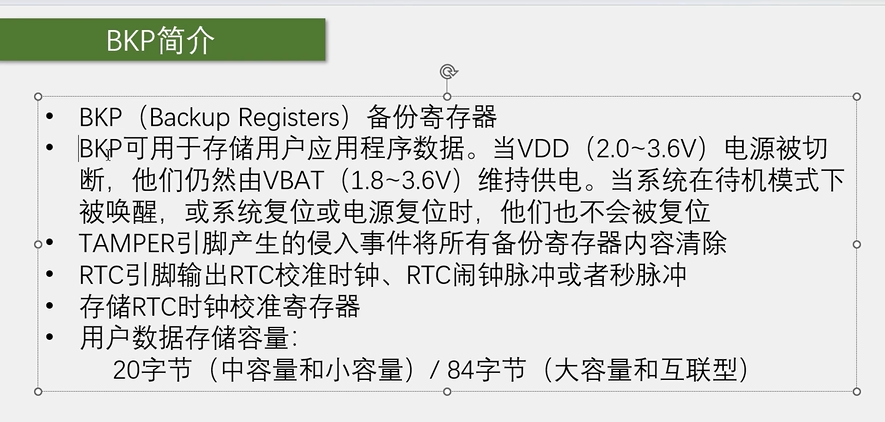 BKP简介
• BKP（Backup Registers）备份寄存器
• BKP可用于存储用户应用程序数据。当VDD（2.0~3.6V）电源被切
断，他们仍然由VBAT（1.8~3.6V）维持供电。当系统在待机模式下
被唤醒，或系统复位或电源复位时，他们也不会被复位
• TAMPER引脚产生的侵入事件将所有备份寄存器内容清除
• RTC引脚输出RTC校准时钟、RTC闹钟脉冲或者秒脉冲
• 存储RTC时钟校准寄存器
• 用户数据存储容量：
20字节（中容量和小容量）/ 84字节（大容量和互联型）